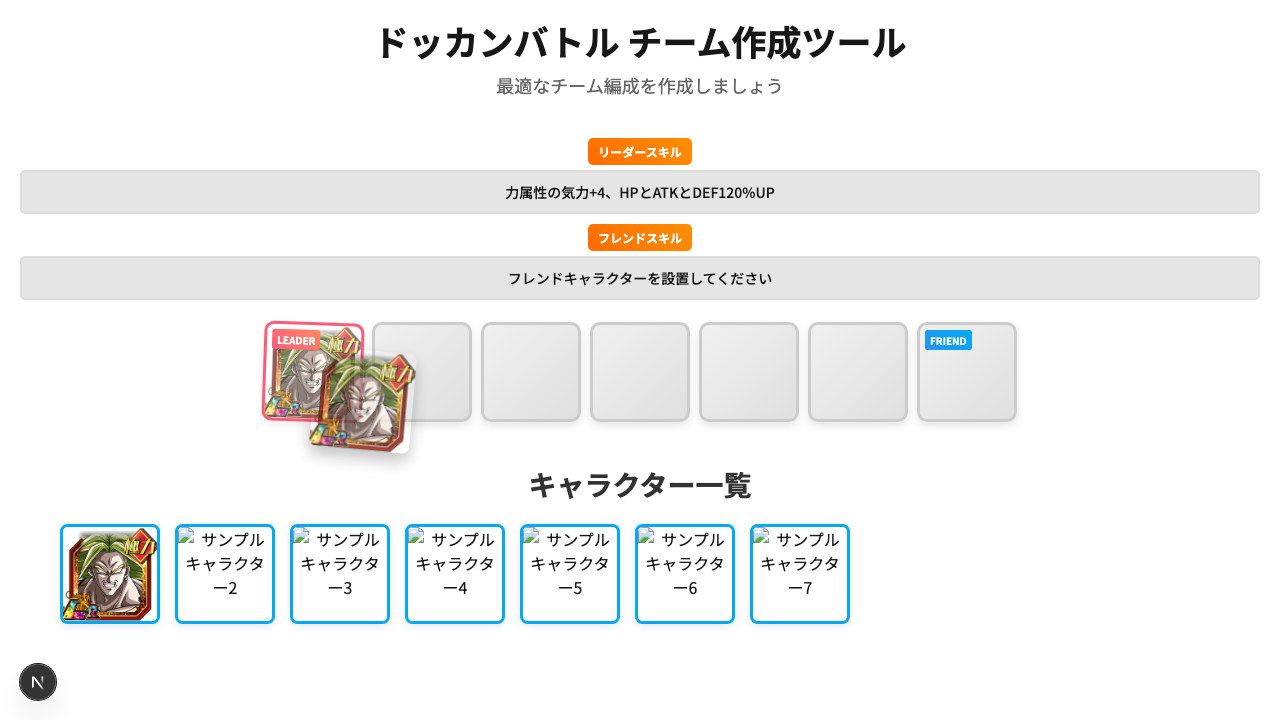 ドッカンバトル チーム作成ツール
最適なチーム編成を作成しましょう
リーダースキル
力属性の気力+4、HPとATKとDEF120%UP
フレンドスキル
フレンドキャラクターを設置してください
LEADER
極力
極力
LR
LR
FRIEND
キャラクター一覧
極力
LR
サンプル
キャラクタ
ー2
サンプル
キャラクタ
ー3
サンプル
キャラクタ
ー4
サンプル
キャラクタ
ー5
サンプル
キャラクタ
ー6
サンプル
キャラクタ
ー7
N